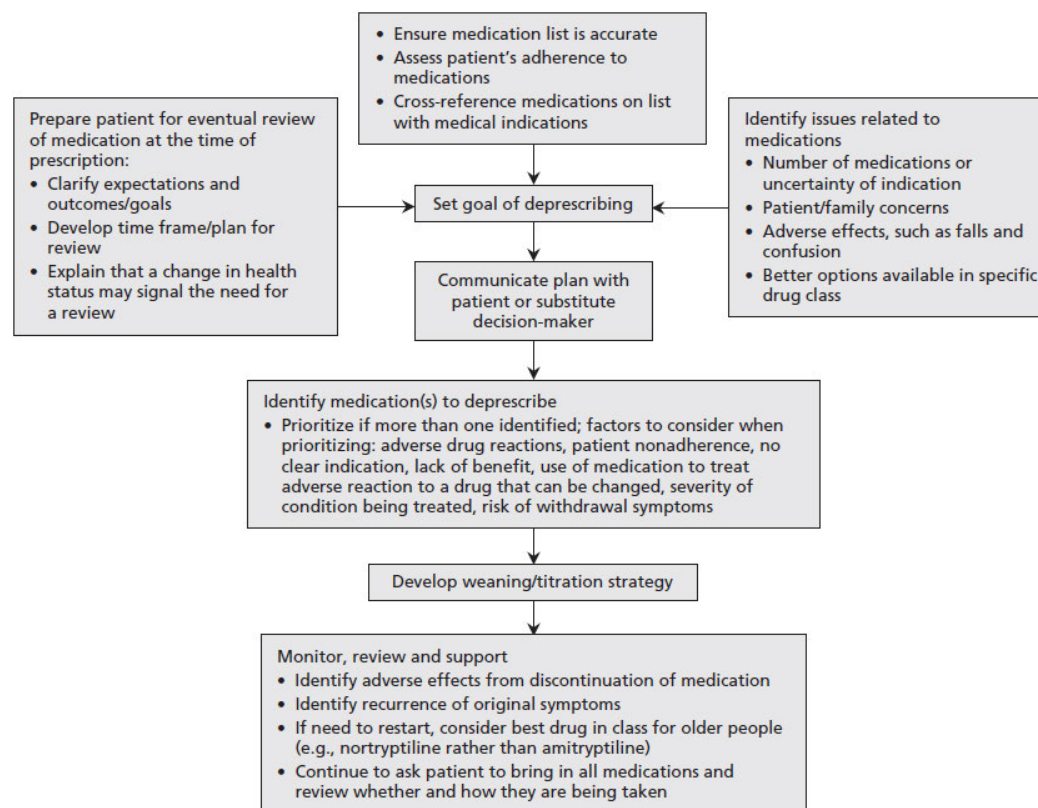 • Ensure medication list is accurate
• Assess patient's adherence to
medications
• Cross-reference medications on list
with medical indications
Prepare patient for eventual review
of medication at the time of
prescription:
• Clarify expectations and
outcomes/goals
• Develop time frame/plan for
review
• Explain that a change in health
status may signal the need for
a review
Identify issues related to
medications
• Number of medications or
uncertainty of indication
• Patient/family concerns
• Adverse effects, such as falls and
confusion
• Better options available in specific
drug class
Set goal of deprescribing
Communicate plan with
patient or substitute
decision-maker
Identify medication(s) to deprescribe
• Prioritize if more than one identified; factors to consider when
prioritizing: adverse drug reactions, patient nonadherence, no
clear indication, lack of benefit, use of medication to treat
adverse reaction to a drug that can be changed, severity of
condition being treated, risk of withdrawal symptoms
Develop weaning/titration strategy
Monitor, review and support
• Identify adverse effects from discontinuation of medication
• Identify recurrence of original symptoms
• If need to restart, consider best drug in class for older people
(e.g., nortryptiline rather than amitryptiline)
• Continue to ask patient to bring in all medications and
review whether and how they are being taken